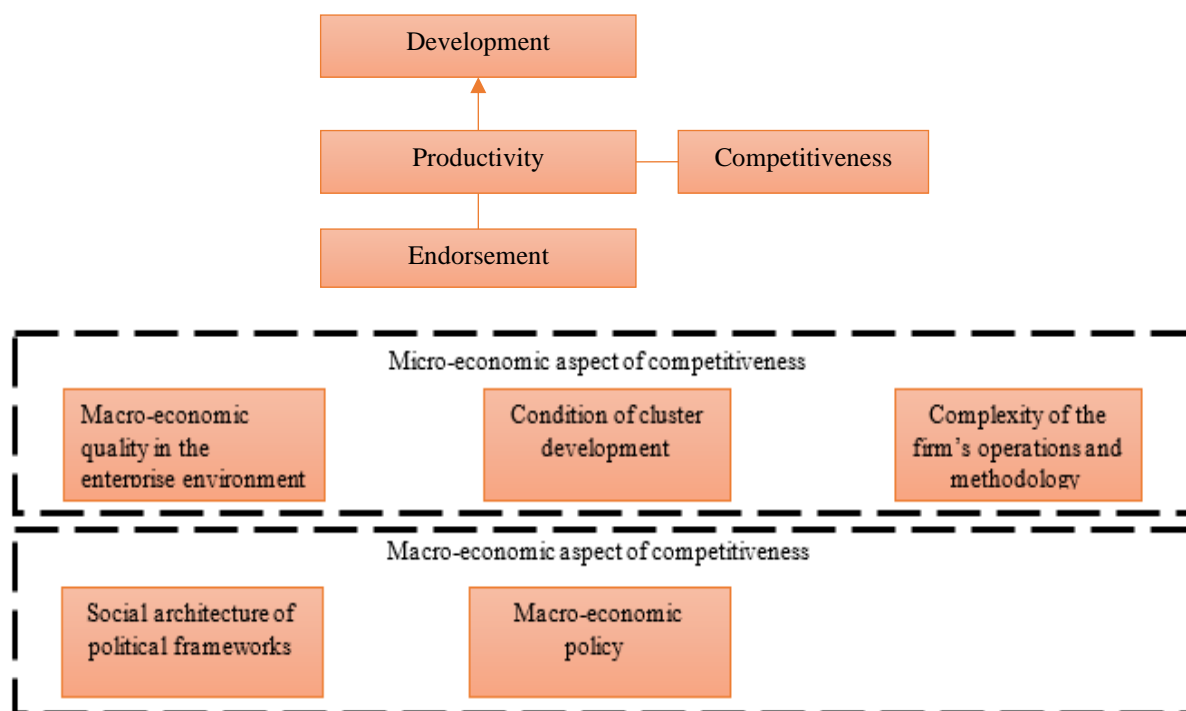 Development
Productivity
Competitiveness
Endorsement
Micro-economic aspect of competitiveness
Macro-economic
quality in the
enterprise environment
Condition of cluster
development
Complexity of the
firm's operations and
methodology
Macro-economic aspect of competitiveness
Social architecture of
political frameworks
Macro-economic
policy